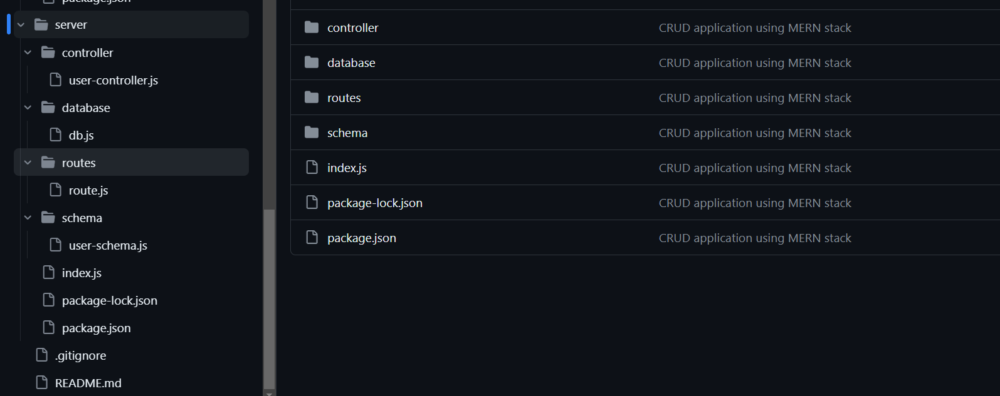 package.json
server
controller
user-controller.js
database
db.js
routes
route.js
schema
user-schema.js
index.js
package-lock.json
package.json
.gitignore
README.md
controller CRUD application using MERN stack
database CRUD application using MERN stack
routes CRUD application using MERN stack
schema CRUD application using MERN stack
index.js CRUD application using MERN stack
package-lock.json CRUD application using MERN stack
package.json CRUD application using MERN stack